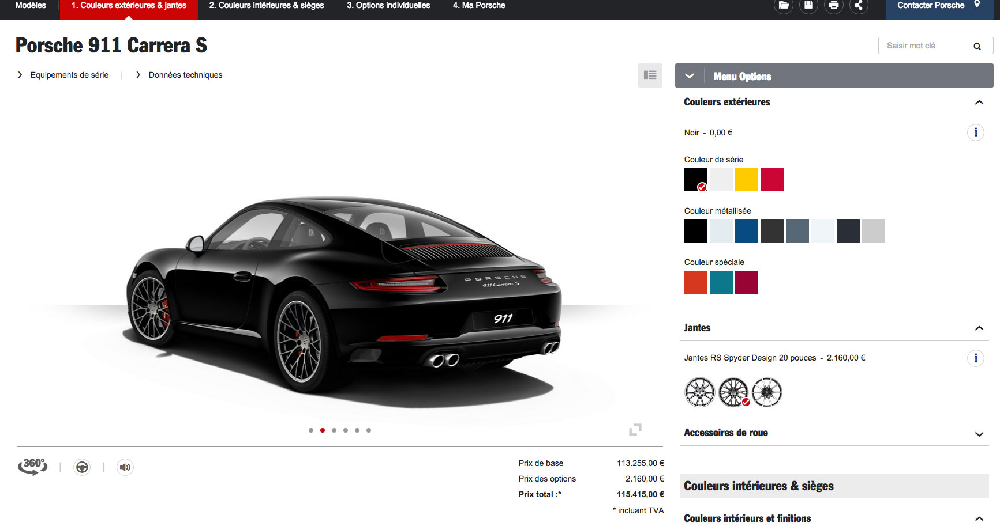 Modèles
1. Couleurs extérieures & jantes
2. Couleurs intérieures & sièges
3. Options individuelles
4. Ma Porsche
Contacter Porsche
Porsche 911 Carrera S
Saisir mot clé
Equipements de série
Données techniques
Menu Options
Couleurs extérieures
Noir - 0,00 €
i
Couleur de série
Couleur métallisée
Couleur spéciale
PORSCHE
911 Carrera S
911
Jantes
Jantes RS Spyder Design 20 pouces - 2.160,00 €
i
Accessoires de roue
360°
Prix de base 113.255,00 €
Prix des options 2.160,00 €
Prix total :* 115.415,00 €
* incluant TVA
Couleurs intérieures & sièges
Couleurs intérieurs et finitions